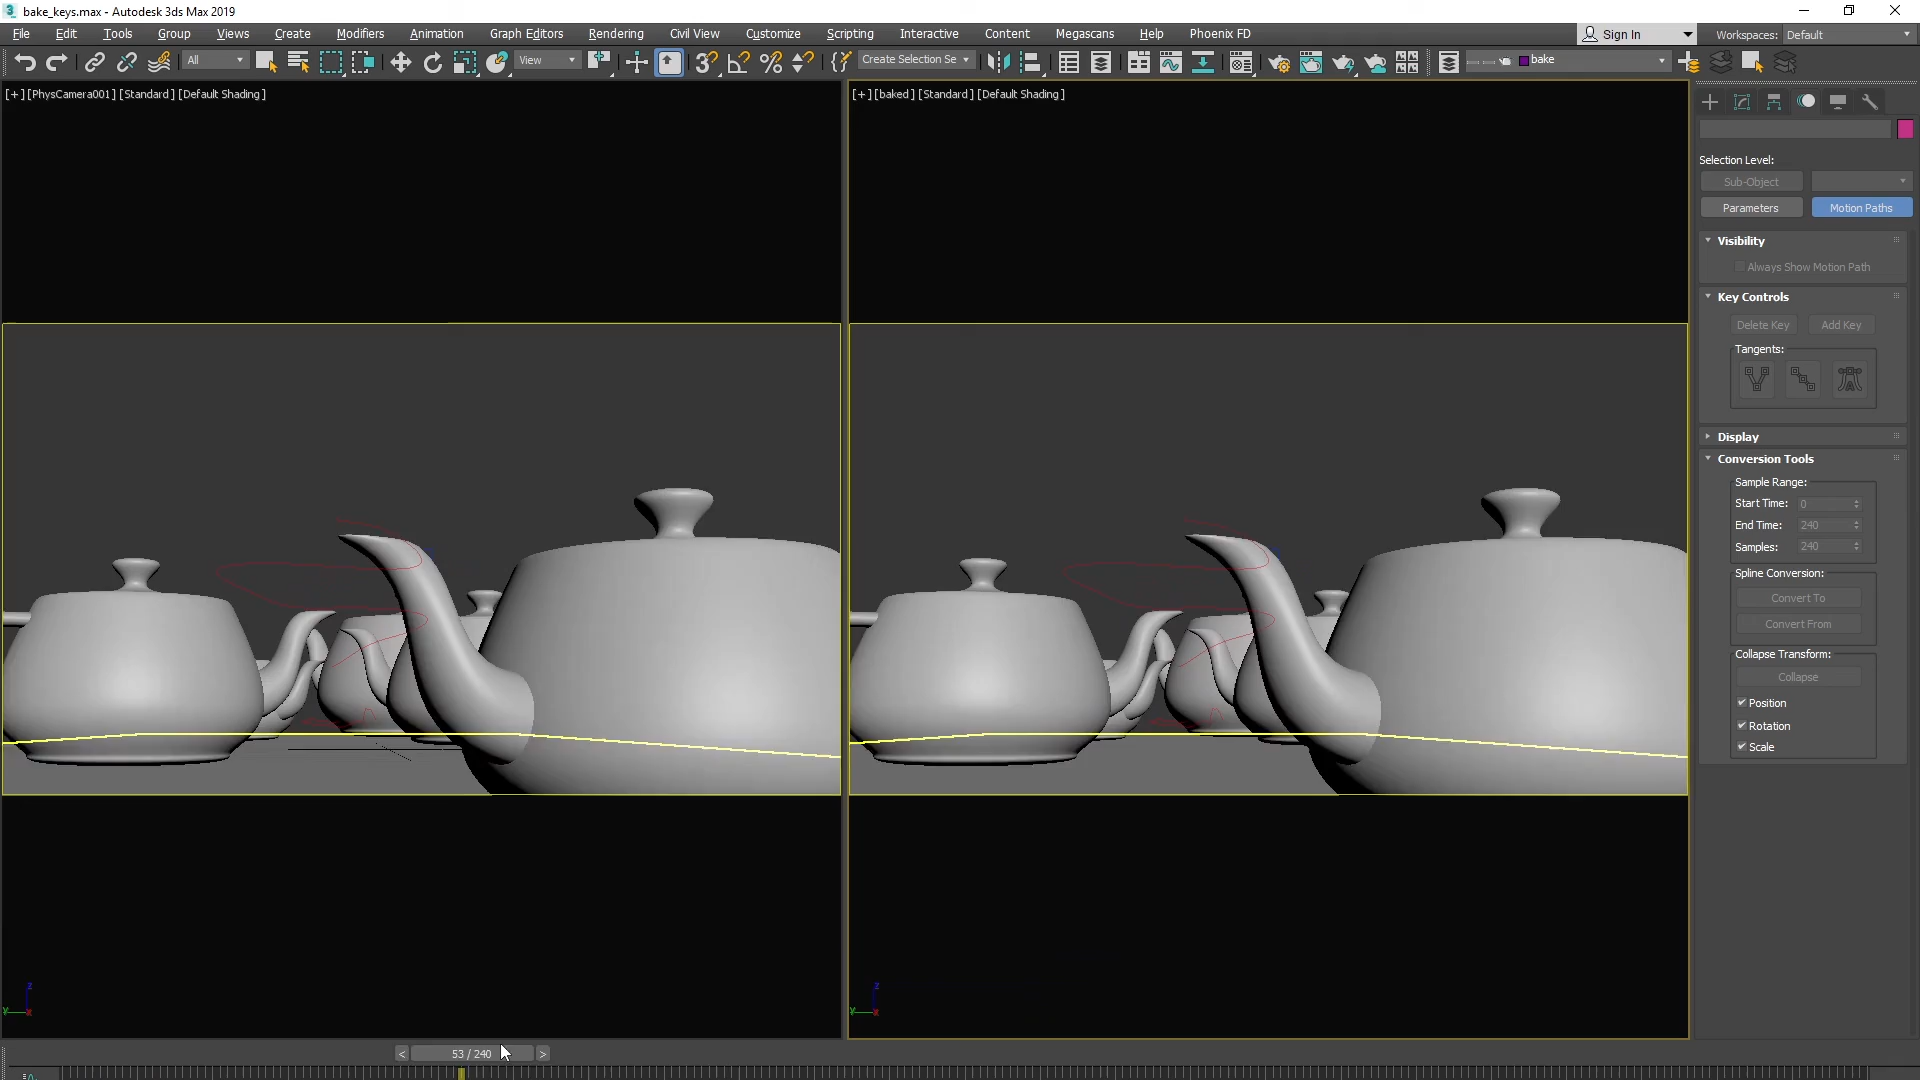 bake_keys.max - Autodesk 3ds Max 2019
File Edit Tools Group Views Create Modifiers Animation Graph Editors Rendering Civil View Customize Scripting Interactive Content Megascans Help Phoenix FD
Sign In
Workspaces: Default
All
View
Create Selection Se
bake
[+] [PhysCamera001] [Standard] [Default Shading]
[+] [baked] [Standard] [Default Shading]
Selection Level:
Sub-Object
Parameters
Motion Paths
Visibility
Always Show Motion Path
Key Controls
Delete Key
Add Key
Tangents:
Display
Conversion Tools
Sample Range:
Start Time: 0
End Time: 240
Samples: 240
Spline Conversion:
Convert To
Convert From
Collapse Transform:
Collapse
Position
Rotation
Scale
z
y
x
z
y
x
< 53 / 240 >